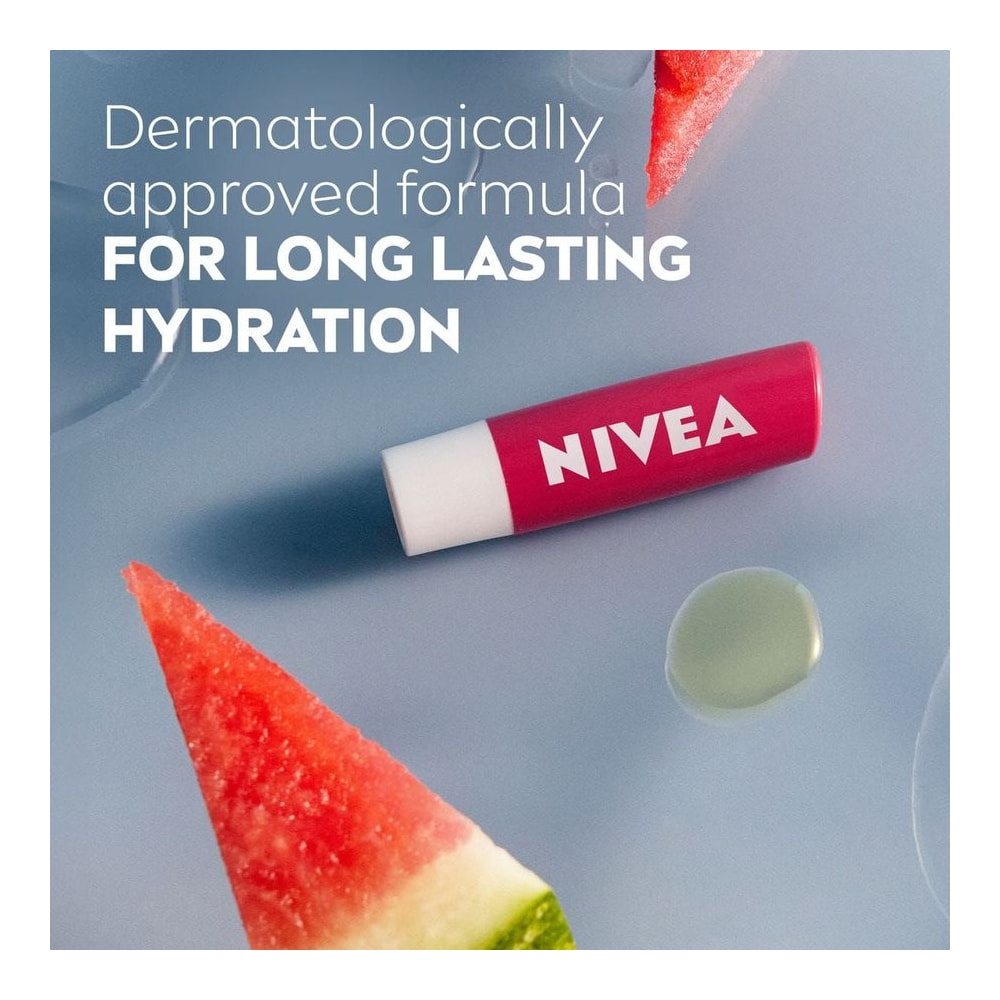 Dermatologically
approved formula
FOR LONG LASTING
HYDRATION
NIVEA